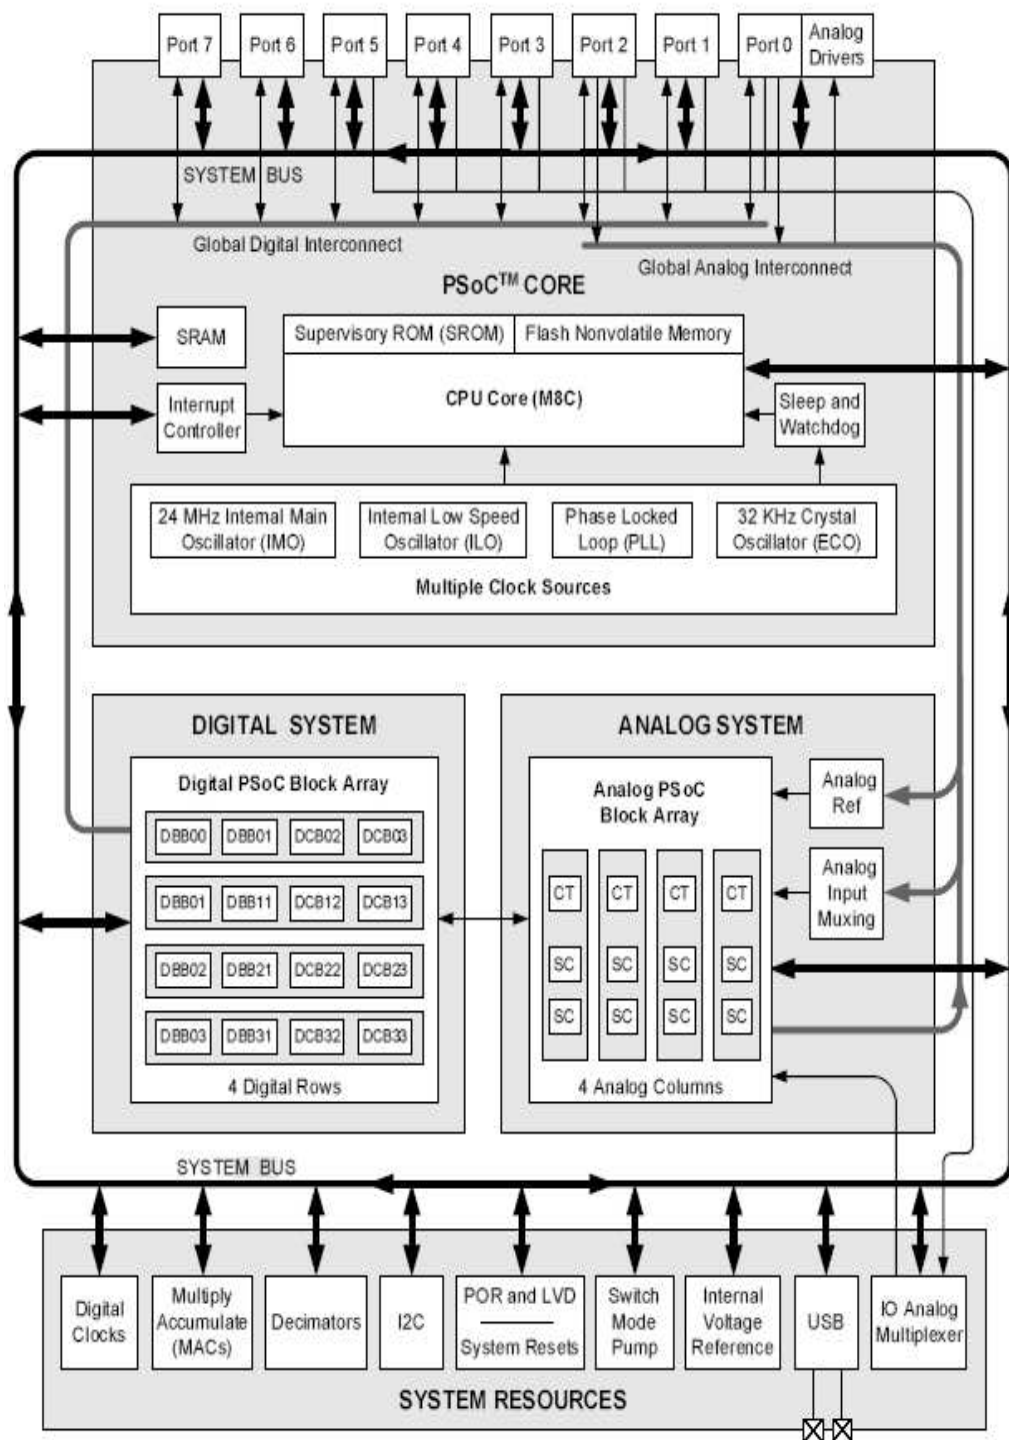 Port 7 Port 6 Port 5 Port 4 Port 3 Port 2 Port 1 Port 0 Analog
Drivers
SYSTEM BUS
Global Digital Interconnect
Global Analog Interconnect
PSoC™ CORE
SRAM
Supervisory ROM (SROM) Flash Nonvolatile Memory
CPU Core (M8C)
Interrupt
Controller
Sleep and
Watchdog
24 MHz Internal Main
Oscillator (IMO)
Internal Low Speed
Oscillator (ILO)
Phase Locked
Loop (PLL)
32 KHz Crystal
Oscillator (ECO)
Multiple Clock Sources
DIGITAL SYSTEM
Digital PSoC Block Array
DBB00 DBB01 DCB02 DCB03
DBB01 DBB11 DCB12 DCB13
DBB02 DBB21 DCB22 DCB23
DBB03 DBB31 DCB32 DCB33
4 Digital Rows
ANALOG SYSTEM
Analog PSoC
Block Array
CT CT CT CT
SC SC SC SC
SC SC SC SC
4 Analog Columns
Analog
Ref
Analog
Input
Muxing
SYSTEM BUS
Digital
Clocks
Multiply
Accumulate
(MACs)
Decimators
I2C
POR and LVD
System Resets
Switch
Mode
Pump
Internal
Voltage
Reference
USB
IO Analog
Multiplexer
SYSTEM RESOURCES